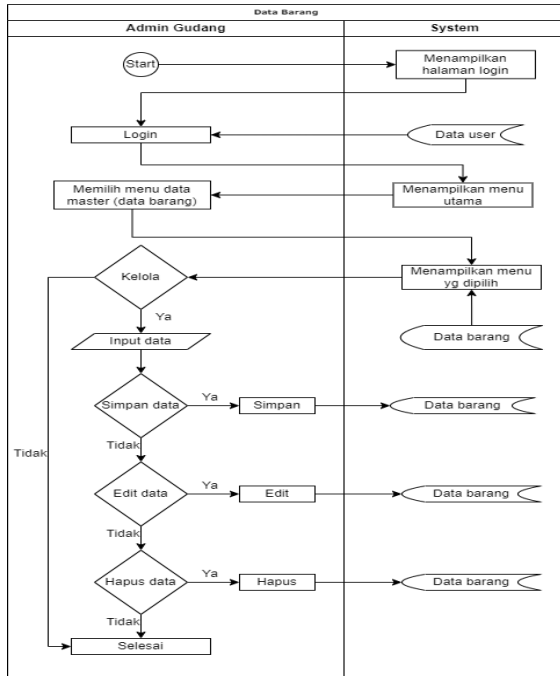 Data Barang
Admin Gudang
System
Start
Menampilkan
halaman login
Login
Data user
Memilih menu data
master (data barang)
Menampilkan menu
utama
Kelola
Menampilkan menu
yg dipilih
Ya
Input data
Data barang
Simpan data
Ya
Simpan
Data barang
Tidak
Tidak
Edit data
Ya
Edit
Data barang
Tidak
Hapus data
Ya
Hapus
Data barang
Tidak
Selesai